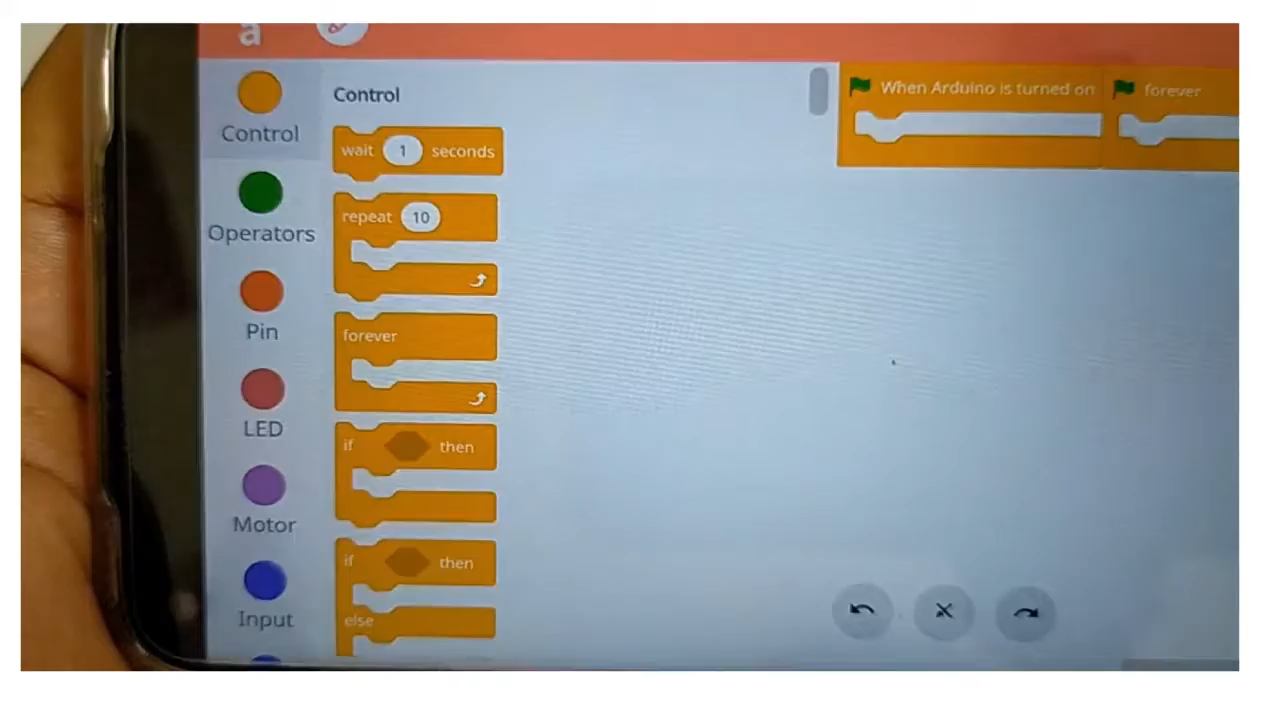 a
Control
Operators
Pin
LED
Motor
Input
Control
wait 1 seconds
repeat 10
forever
if then
if then
else
When Arduino is turned on
forever